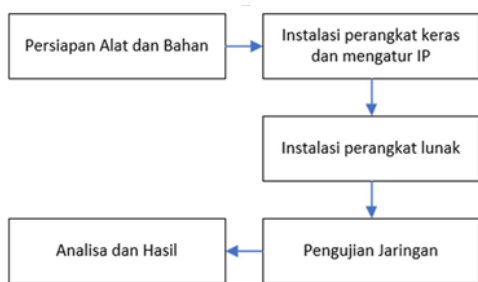 Persiapan Alat dan Bahan
Instalasi perangkat keras
dan mengatur IP
Instalasi perangkat lunak
Pengujian Jaringan
Analisa dan Hasil